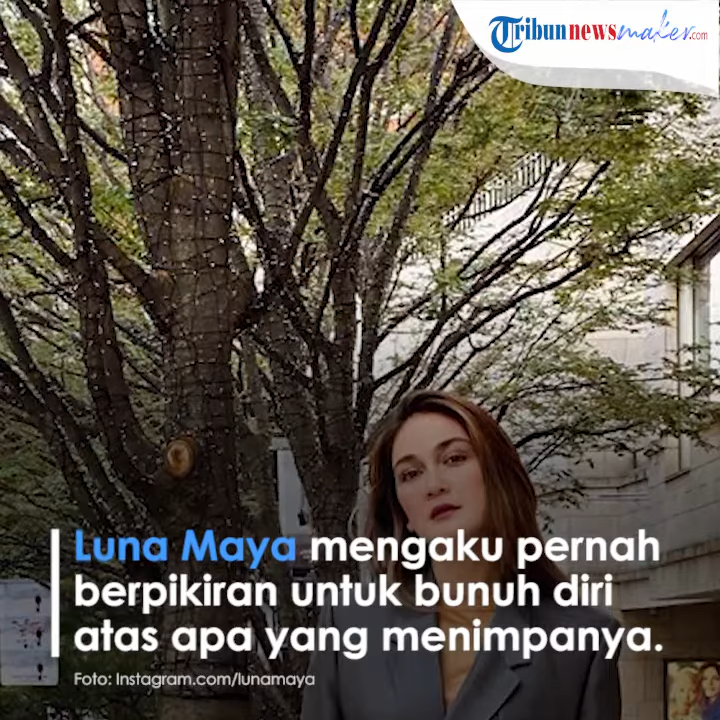 Tribunnewsmaker.com
Luna Maya mengaku pernah
berpikiran untuk bunuh diri
atas apa yang menimpanya.
Foto: Instagram.com/lunamaya